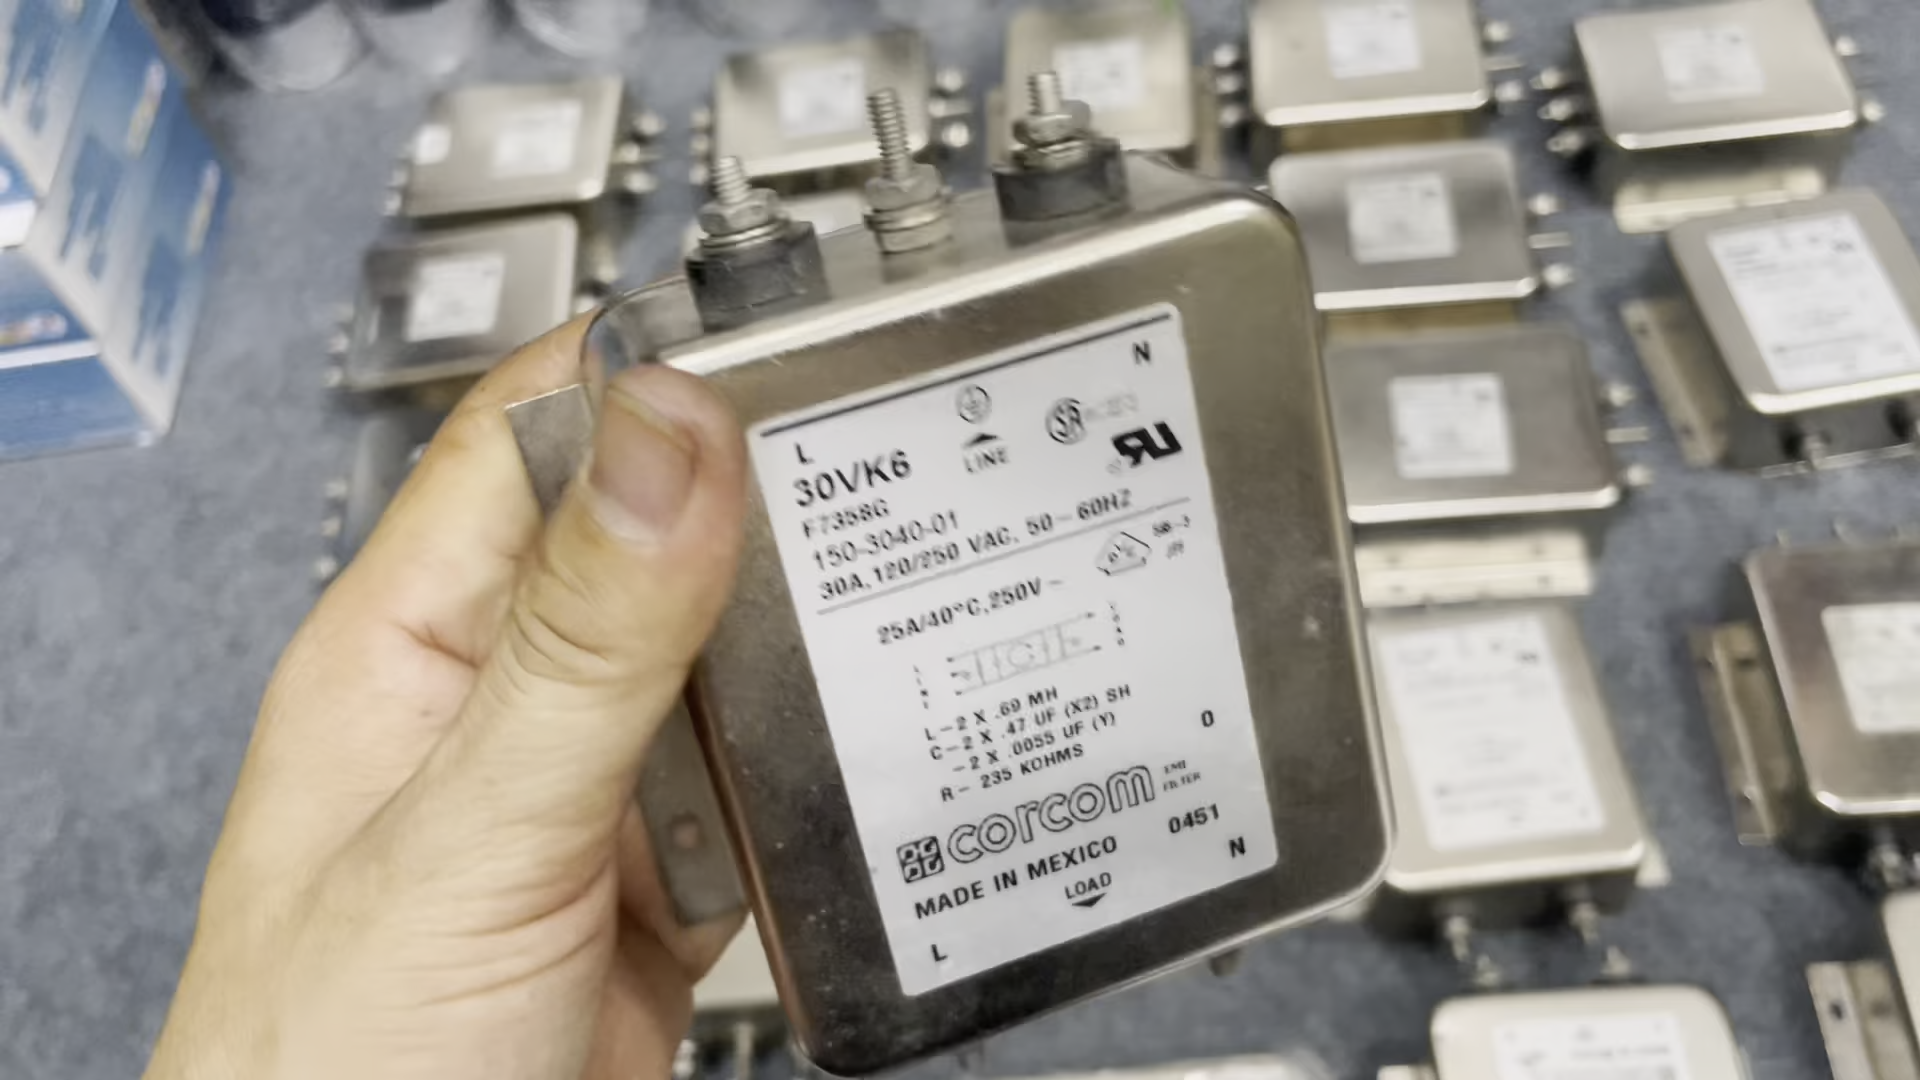 N
L
LINE
30VK6
F7358G
150-3040-01
30A, 120/250 VAC, 50-60HZ
25A/40°C, 250V~
L-2 X .69 MH
C-2 X .47 UF (X2) SH
-2 X .0055 UF (Y)
R- 235 KOHMS
0
corcom EMI FILTER
MADE IN MEXICO 0451
LOAD
N
L